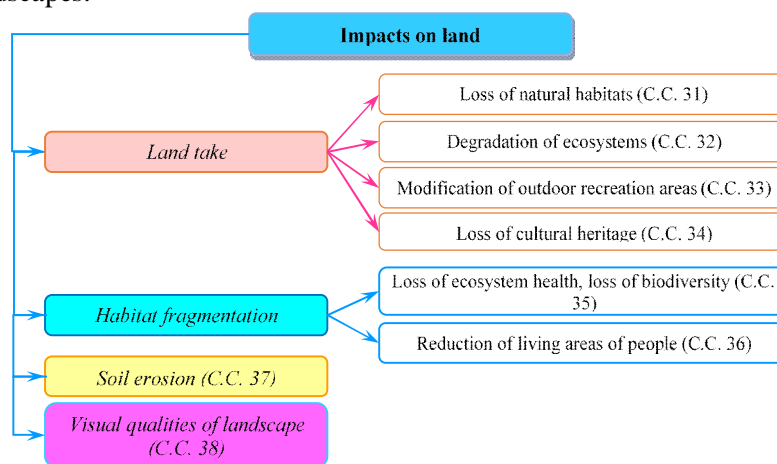 dscapes.
Impacts on land
Land take
Loss of natural habitats (C.C. 31)
Degradation of ecosystems (C.C. 32)
Modification of outdoor recreation areas (C.C. 33)
Loss of cultural heritage (C.C. 34)
Habitat fragmentation
Loss of ecosystem health, loss of biodiversity (C.C.
35)
Reduction of living areas of people (C.C. 36)
Soil erosion (C.C. 37)
Visual qualities of landscape
(C.C. 38)